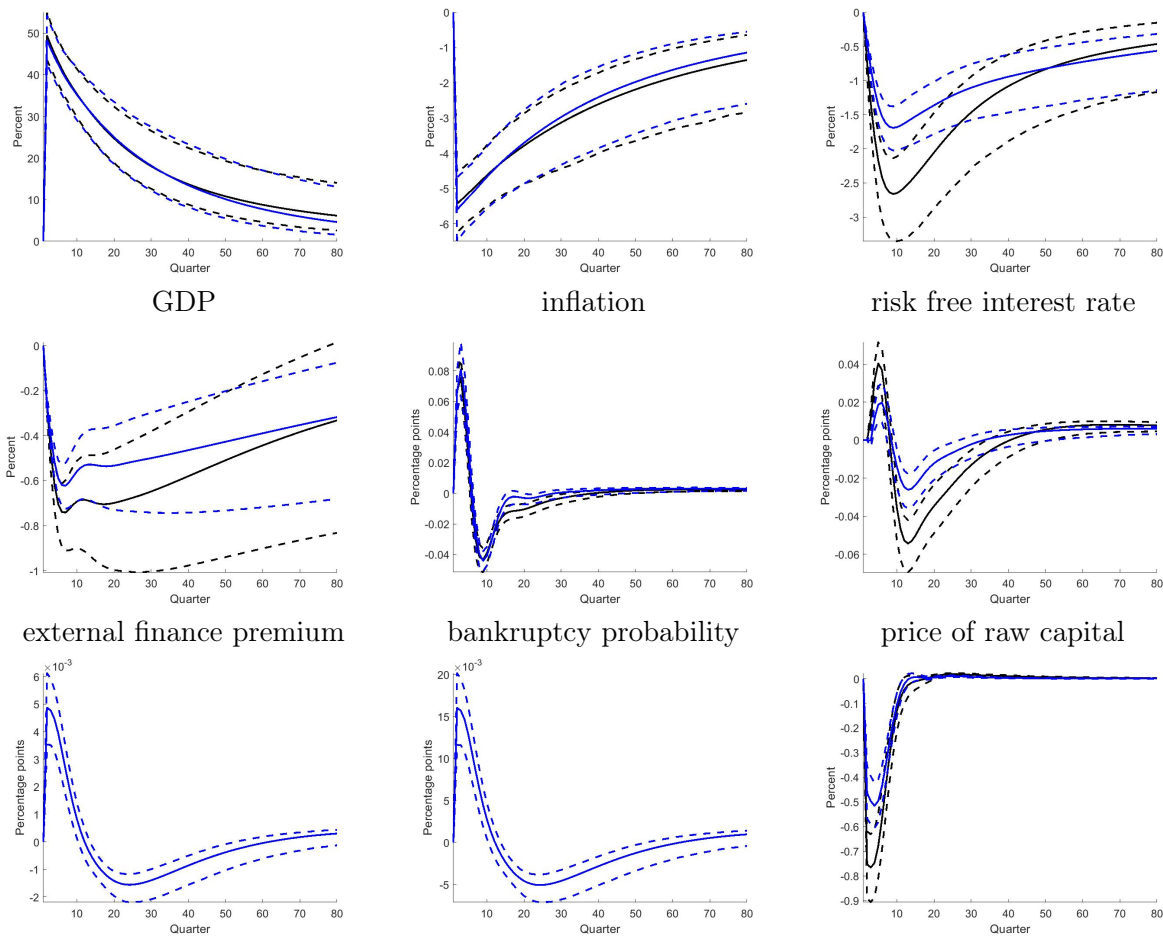 Percent
50
40
30
20
10
0
10 20 30 40 50 60 70 80
Quarter
Percent
0
-1
-2
-3
-4
-5
-6
10 20 30 40 50 60 70 80
Quarter
Percent
0
-0.5
-1
-1.5
-2
-2.5
-3
10 20 30 40 50 60 70 80
Quarter
GDP
inflation
risk free interest rate
Percent
0
-0.2
-0.4
-0.6
-0.8
-1
10 20 30 40 50 60 70 80
Quarter
Percentage points
0.08
0.06
0.04
0.02
0
-0.02
-0.04
10 20 30 40 50 60 70 80
Quarter
Percentage points
0.04
0.02
0
-0.02
-0.04
-0.06
10 20 30 40 50 60 70 80
Quarter
external finance premium
bankruptcy probability
price of raw capital
×10-3
Percentage points
6
5
4
3
2
1
0
-1
-2
10 20 30 40 50 60 70 80
Quarter
×10-3
Percentage points
20
15
10
5
0
-5
10 20 30 40 50 60 70 80
Quarter
Percent
0
-0.1
-0.2
-0.3
-0.4
-0.5
-0.6
-0.7
-0.8
-0.9
10 20 30 40 50 60 70 80
Quarter